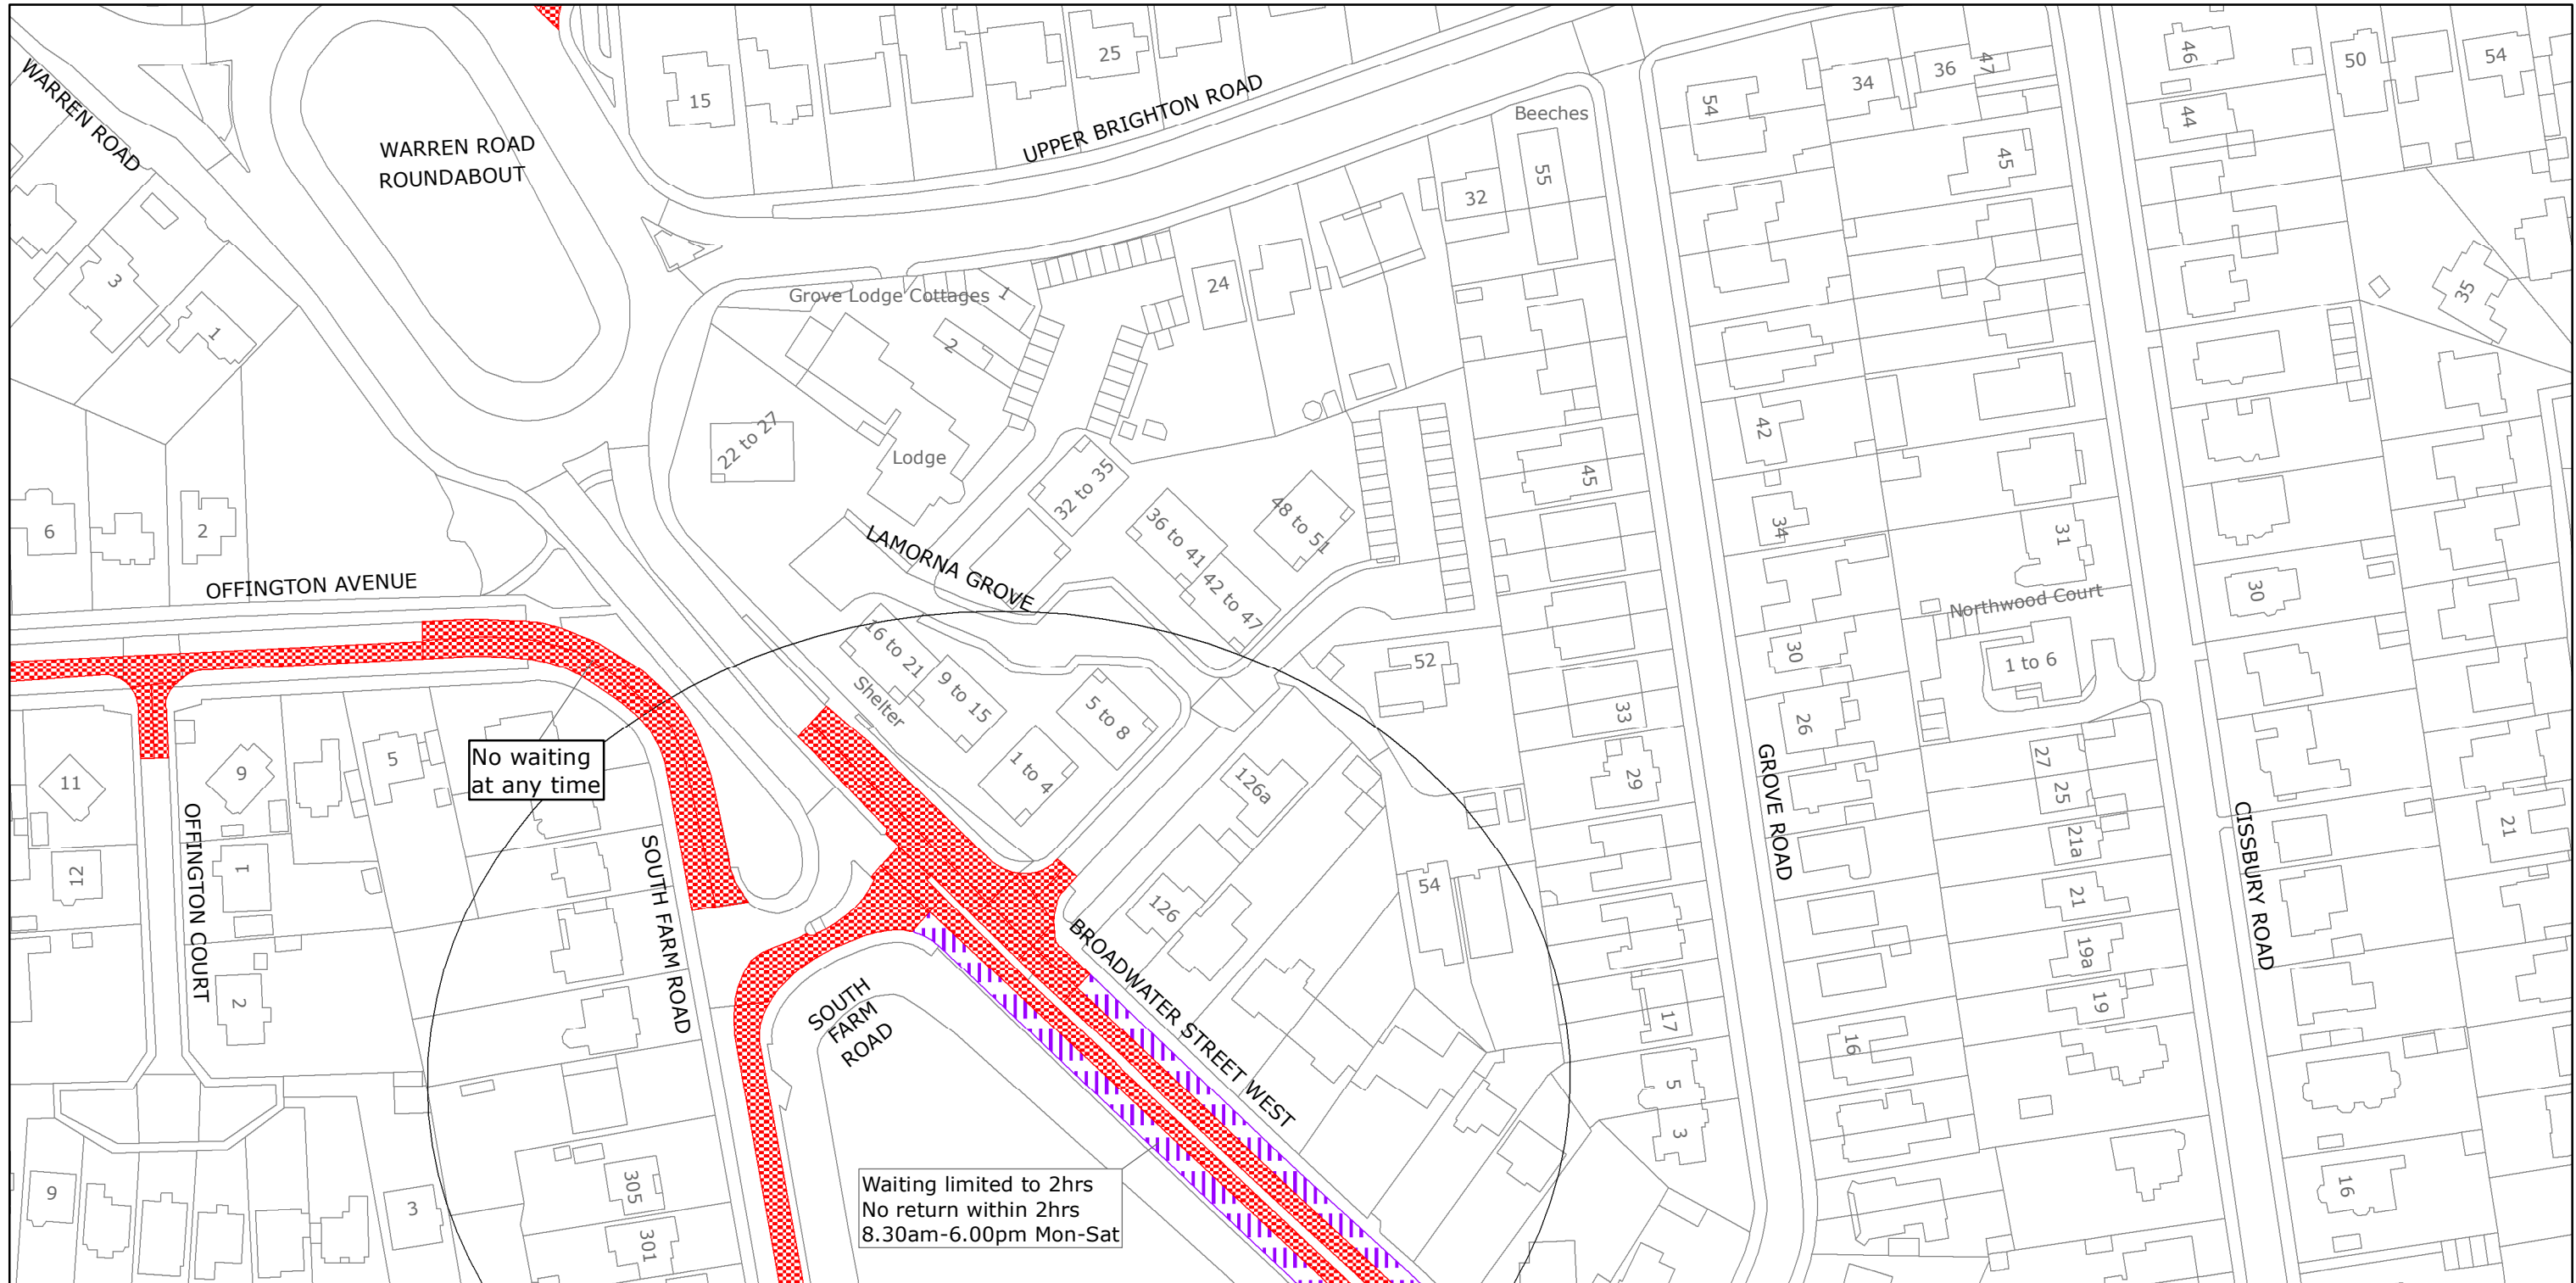 WARREN ROAD
WARREN ROAD
ROUNDABOUT
15
25
UPPER BRIGHTON ROAD
Beeches
55
32
54
34
36
47
45
46
44
50
54
35
3
1
Grove Lodge Cottages
1
2
24
22 to 27
Lodge
32 to 35
36 to 41
42 to 47
48 to 51
45
42
34
31
30
6
2
OFFINGTON AVENUE
LAMORNA GROVE
16 to 21
9 to 15
Shelter
5 to 8
1 to 4
52
33
30
26
Northwood Court
1 to 6
11
9
5
No waiting
at any time
126a
29
27
25
21a
21
21
12
1
OFFINGTON COURT
SOUTH FARM ROAD
126
54
GROVE ROAD
CISSBURY ROAD
2
SOUTH
FARM
ROAD
BROADWATER STREET WEST
17
19a
19
16
5
3
9
3
305
301
Waiting limited to 2hrs
No return within 2hrs
8.30am-6.00pm Mon-Sat
16